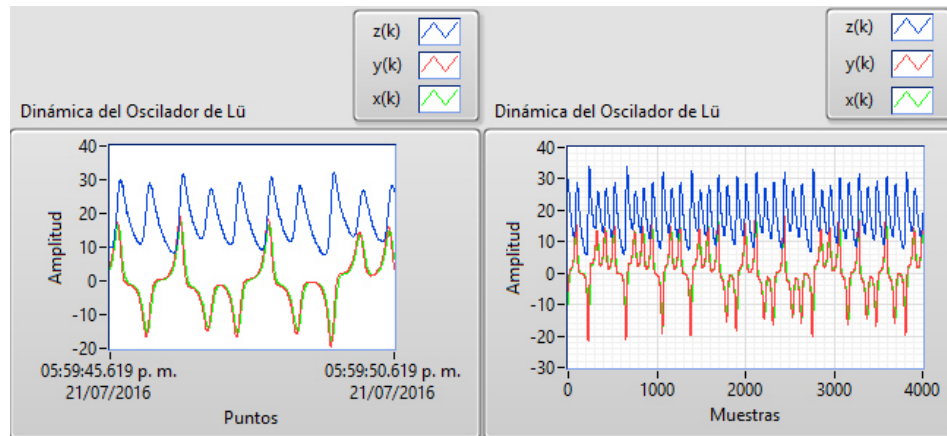 z(k)
y(k)
x(k)
Dinámica del Oscilador de Lü
40
30
20
10
0
-10
-20
Amplitud
05:59:45.619 p. m.
21/07/2016
05:59:50.619 p. m.
21/07/2016
Puntos
z(k)
y(k)
x(k)
Dinámica del Oscilador de Lü
40
30
20
10
0
-10
-20
-30
Amplitud
0
1000
2000
3000
4000
Muestras